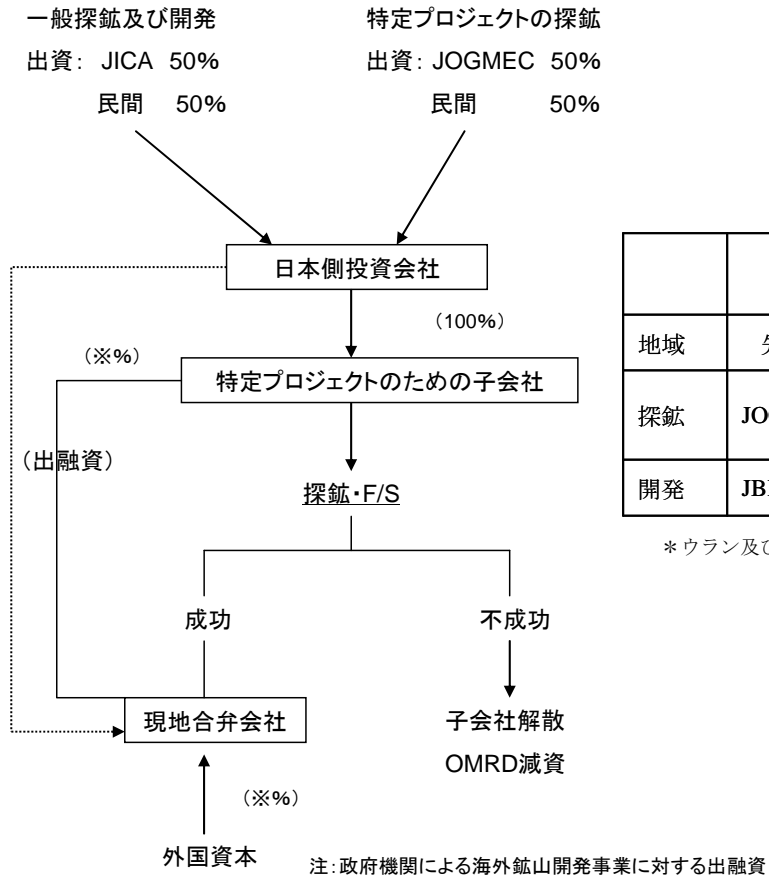 一般探鉱及び開発
出資: JICA 50%
民間 50%
特定プロジェクトの探鉱
出資: JOGMEC 50%
民間 50%
日本側投資会社
(100%)
(※%)
特定プロジェクトのための子会社
(出融資)
探鉱・F/S
成功
不成功
現地合弁会社
子会社解散
OMRD減資
(※%)
外国資本
地域
探鉱
開発
*ウラン及び
注:政府機関による海外鉱山開発事業に対する出融資